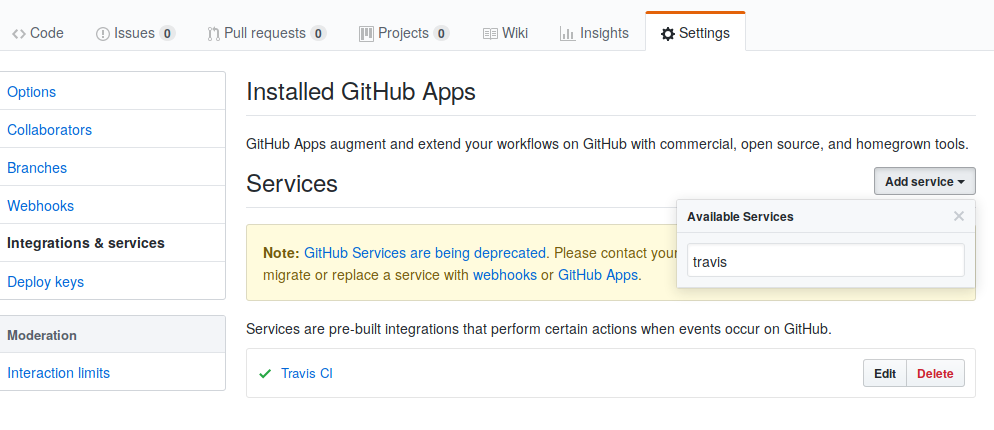 Code Issues 0 Pull requests 0 Projects 0 Wiki Insights Settings
Options
Collaborators
Branches
Webhooks
Integrations & services
Deploy keys
Moderation
Interaction limits
Installed GitHub Apps
GitHub Apps augment and extend your workflows on GitHub with commercial, open source, and homegrown tools.
Services
Add service
Available Services
travis
Note: GitHub Services are being deprecated. Please contact your
migrate or replace a service with webhooks or GitHub Apps.
Services are pre-built integrations that perform certain actions when events occur on GitHub.
Travis CI
Edit Delete